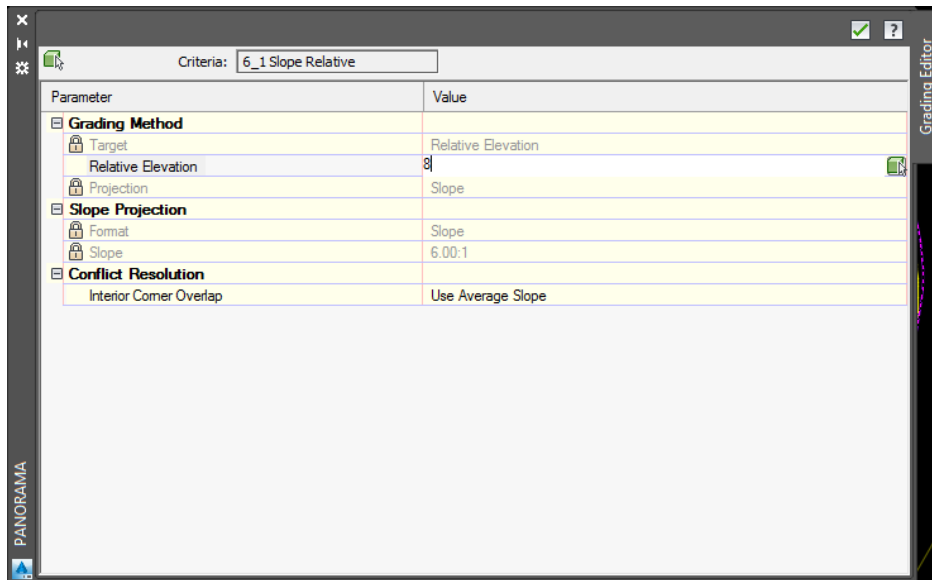 Criteria: 6_1 Slope Relative
Parameter Value
Grading Method
Target Relative Elevation
Relative Elevation 8
Projection Slope
Slope Projection
Format Slope
Slope 6.00:1
Conflict Resolution
Interior Corner Overlap Use Average Slope
Grading Editor
PANORAMA